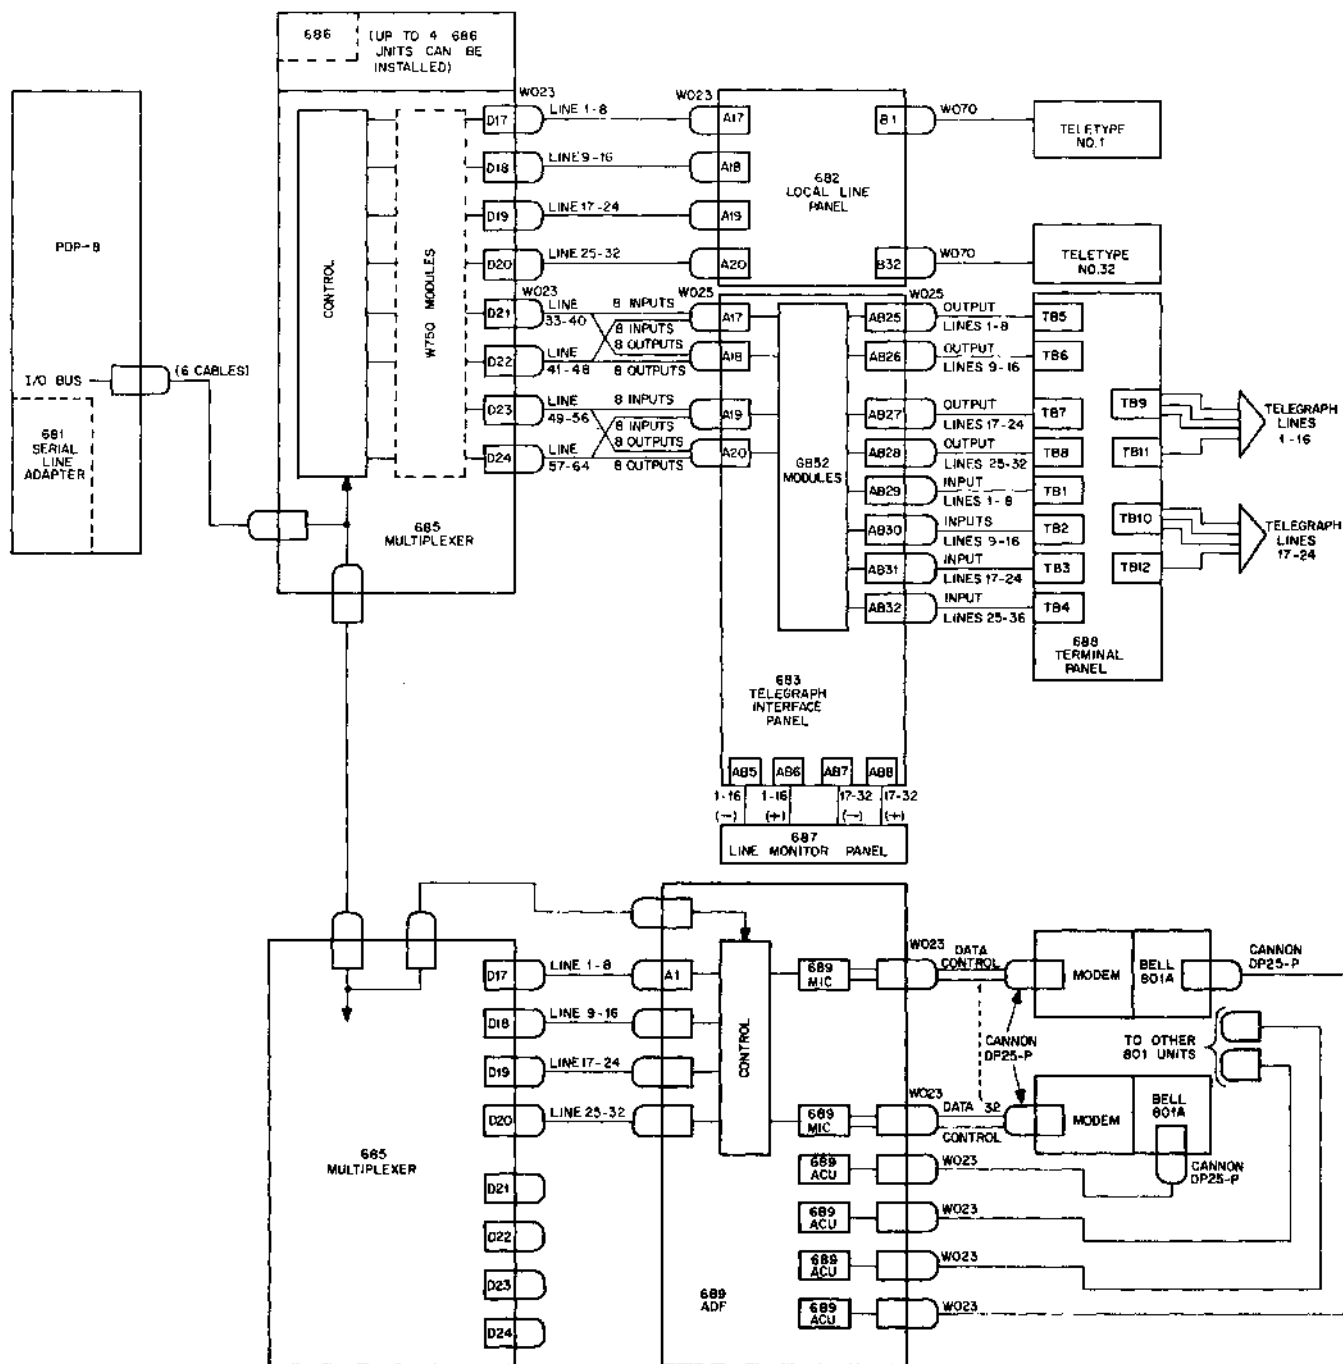 686
(UP TO 4 686
UNITS CAN BE
INSTALLED)
PDP-8
I/O BUS
(6 CABLES)
681
SERIAL
LINE
ADAPTER
CONTROL
W750 MODULES
685
MULTIPLEXER
W023
D17
LINE 1-8
D18
LINE 9-16
D19
LINE 17-24
D20
LINE 25-32
W023
D21
LINE
33-40
D22
LINE
41-48
D23
LINE
49-56
D24
LINE
57-64
8 INPUTS
8 INPUTS
8 OUTPUTS
8 OUTPUTS
8 INPUTS
8 INPUTS
8 OUTPUTS
8 OUTPUTS
W023
A17
A18
A19
A20
682
LOCAL LINE
PANEL
B1
W070
TELETYPE
NO.1
B32
W070
TELETYPE
NO.32
W025
A17
A18
A19
A20
G852
MODULES
683
TELEGRAPH
INTERFACE
PANEL
W025
AB25
OUTPUT
LINES 1-8
TB5
AB26
OUTPUT
LINES 9-16
TB6
AB27
OUTPUT
LINES 17-24
TB7
AB28
OUTPUT
LINES 25-32
TB8
AB29
INPUT
LINES 1-8
TB1
AB30
INPUTS
LINES 9-16
TB2
AB31
INPUT
LINES 17-24
TB3
AB32
INPUT
LINES 25-36
TB4
TB9
TB11
TELEGRAPH
LINES
1-16
TB10
TB12
TELEGRAPH
LINES
17-24
688
TERMINAL
PANEL
AB5
AB6
AB7
AB8
1-16
(-)
1-16
(+)
17-32
(-)
17-32
(+)
687
LINE MONITOR PANEL
685
MULTIPLEXER
D17
LINE 1-8
A1
D18
LINE 9-16
D19
LINE 17-24
D20
LINE 25-32
D21
D22
D23
D24
CONTROL
689
ADF
689
MIC
W023
DATA
CONTROL
MODEM
BELL
801A
CANNON
DP25-P
CANNON
DP25-P
TO OTHER
801 UNITS
689
MIC
W023
DATA 32
CONTROL
MODEM
BELL
801A
CANNON
DP25-P
689
ACU
W023
689
ACU
W023
689
ACU
W023
689
ACU
W023